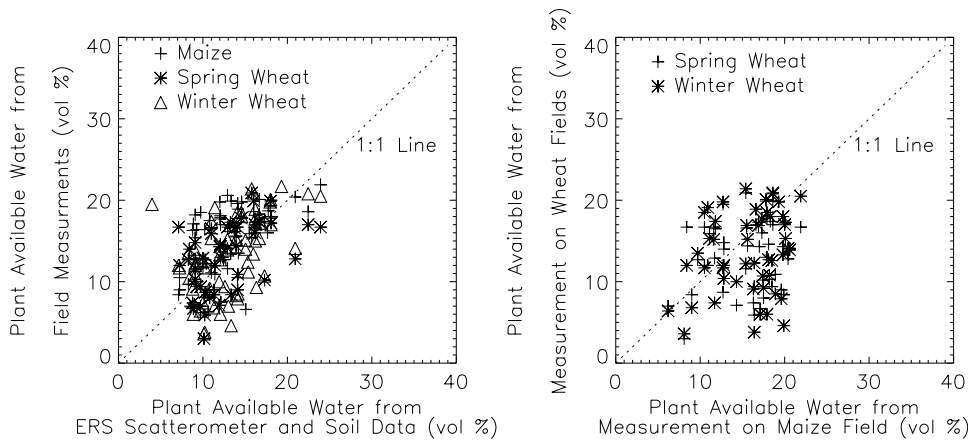 Plant Available Water from
Field Measurments (vol %)
40
30
20
10
0
Maize
Spring Wheat
Winter Wheat
1:1 Line
0 10 20 30 40
Plant Available Water from
ERS Scatterometer and Soil Data (vol %)
Plant Available Water from
Measurement on Wheat Fields (vol %)
40
30
20
10
0
Spring Wheat
Winter Wheat
1:1 Line
0 10 20 30 40
Plant Available Water from
Measurement on Maize Field (vol %)